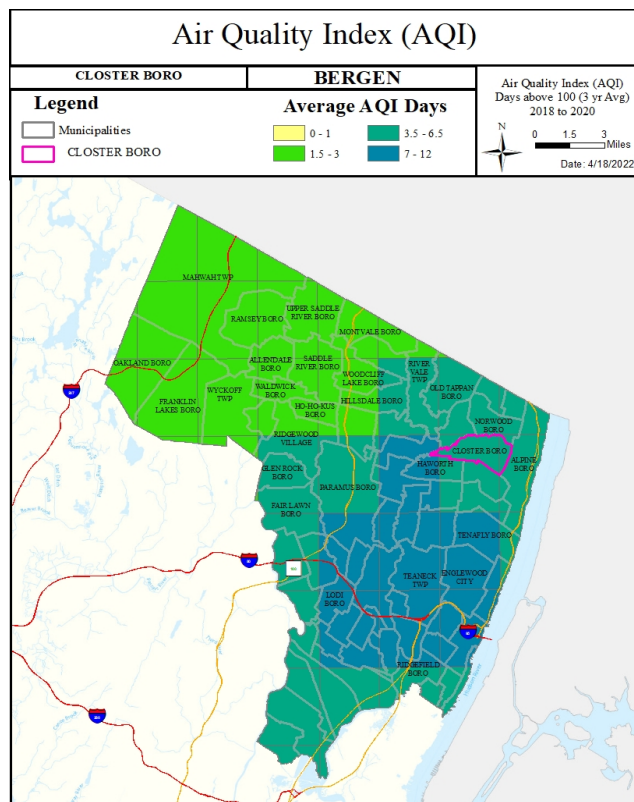 Air Quality Index (AQI)
CLOSTER BORO
BERGEN
Legend
Municipalities
CLOSTER BORO
Average AQI Days
0 - 1
3.5 - 6.5
1.5 - 3
7 - 12
Air Quality Index (AQI)
Days above 100 (3 yr Avg)
2018 to 2020
N
0 1.5 3
Miles
Date: 4/18/2022
MAHWAH TWP
RAMSEY BORO
UPPER SADDLE
RIVER BORO
MONTVALE BORO
OAKLAND BORO
ALLENDALE
BORO
SADDLE
RIVER BORO
RIVER
VALE
TWP
WOODCLIFF
LAKE BORO
OLD TAPPAN
BORO
FRANKLIN
LAKES BORO
WYCKOFF
TWP
WALDWICK
BORO
HO-HO-KUS
BORO
HILLSDALE BORO
NORWOOD
BORO
RIDGEWOOD
VILLAGE
CLOSTER BORO
ALPINE
BORO
HAWORTH
BORO
GLEN ROCK
BORO
PARAMUS BORO
FAIR LAWN
BORO
TENAFLY BORO
TEANECK
TWP
ENGLEWOOD
CITY
LODI
BORO
RIDGEFIELD
BORO